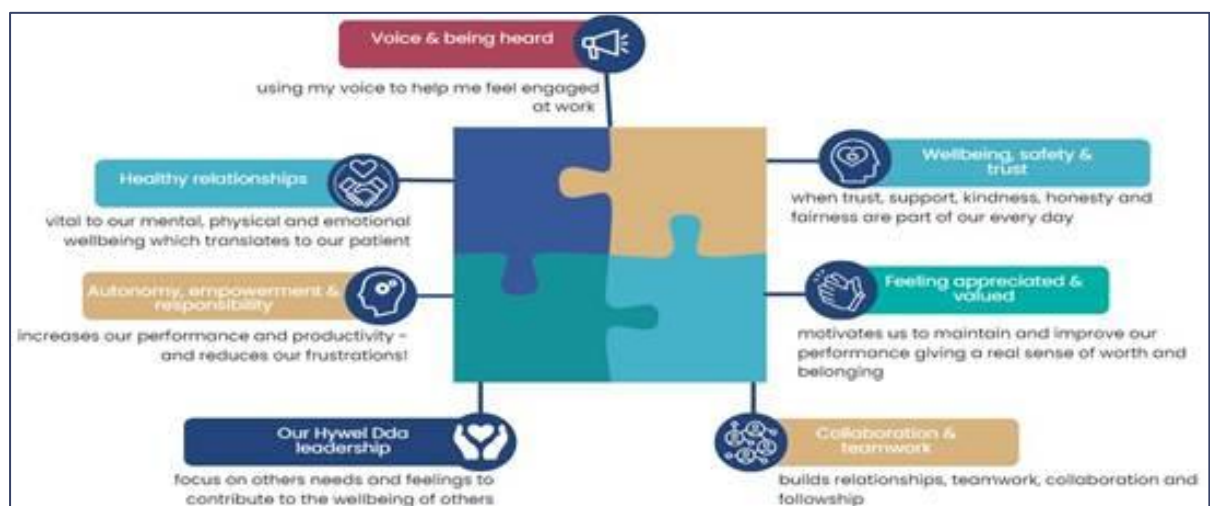 Voice & being heard
using my voice to help me feel engaged
at work
Healthy relationships
vital to our mental, physical and emotional
wellbeing which translates to our patient
Autonomy, empowerment &
responsibility
increases our performance and productivity –
and reduces our frustrations!
Our Hywel Dda
leadership
focus on others needs and feelings to
contribute to the wellbeing of others
Wellbeing, safety &
trust
when trust, support, kindness, honesty and
fairness are part of our every day
Feeling appreciated &
valued
motivates us to maintain and improve our
performance giving a real sense of worth and
belonging
Collaboration &
teamwork
builds relationships, teamwork, collaboration and
followship